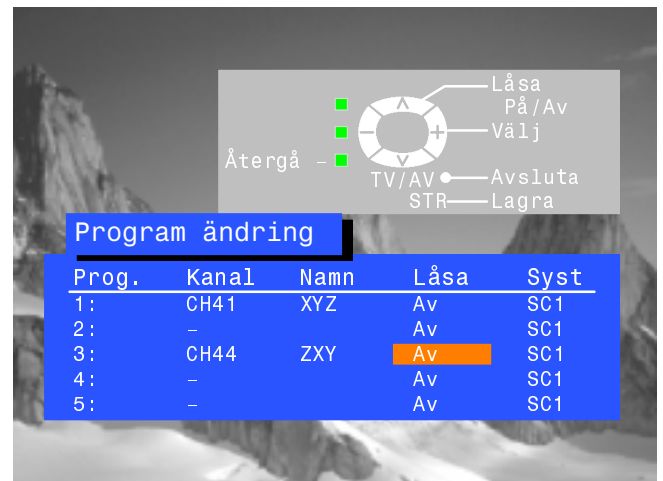 Låsa
På/Av
Välj
Återgå –
TV/AV Avsluta
STR Lagra
Program ändring
Prog. Kanal Namn Låsa Syst
1: CH41 XYZ Av SC1
2: – Av SC1
3: CH44 ZXY Av SC1
4: – Av SC1
5: – Av SC1